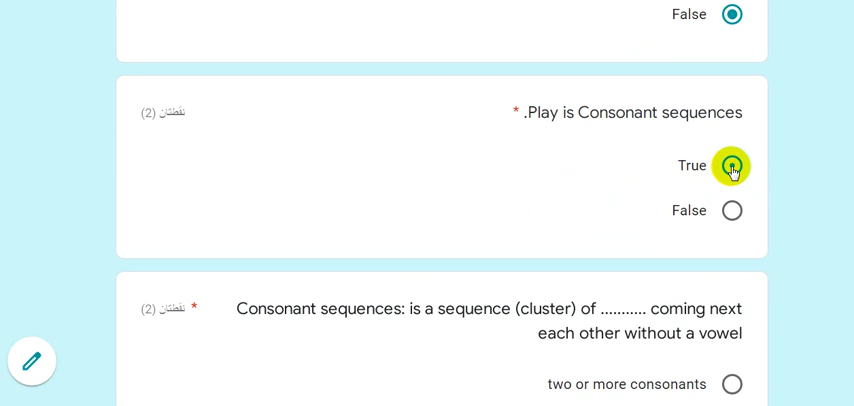 False
* .Play is Consonant sequences
(2) نقطتان
True
False
Consonant sequences: is a sequence (cluster) of ........... coming next
* (2) نقطتان
each other without a vowel
two or more consonants